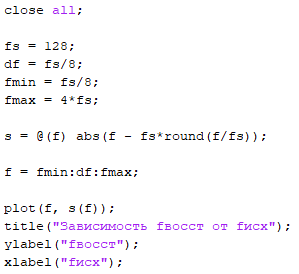 close all;
fs = 128;
df = fs/8;
fmin = fs/8;
fmax = 4*fs;
s = @(f) abs(f - fs*round(f/fs));
f = fmin:df:fmax;
plot(f, s(f));
title("Зависимость fвосст от fисх");
ylabel("fвосст");
xlabel("fисх");